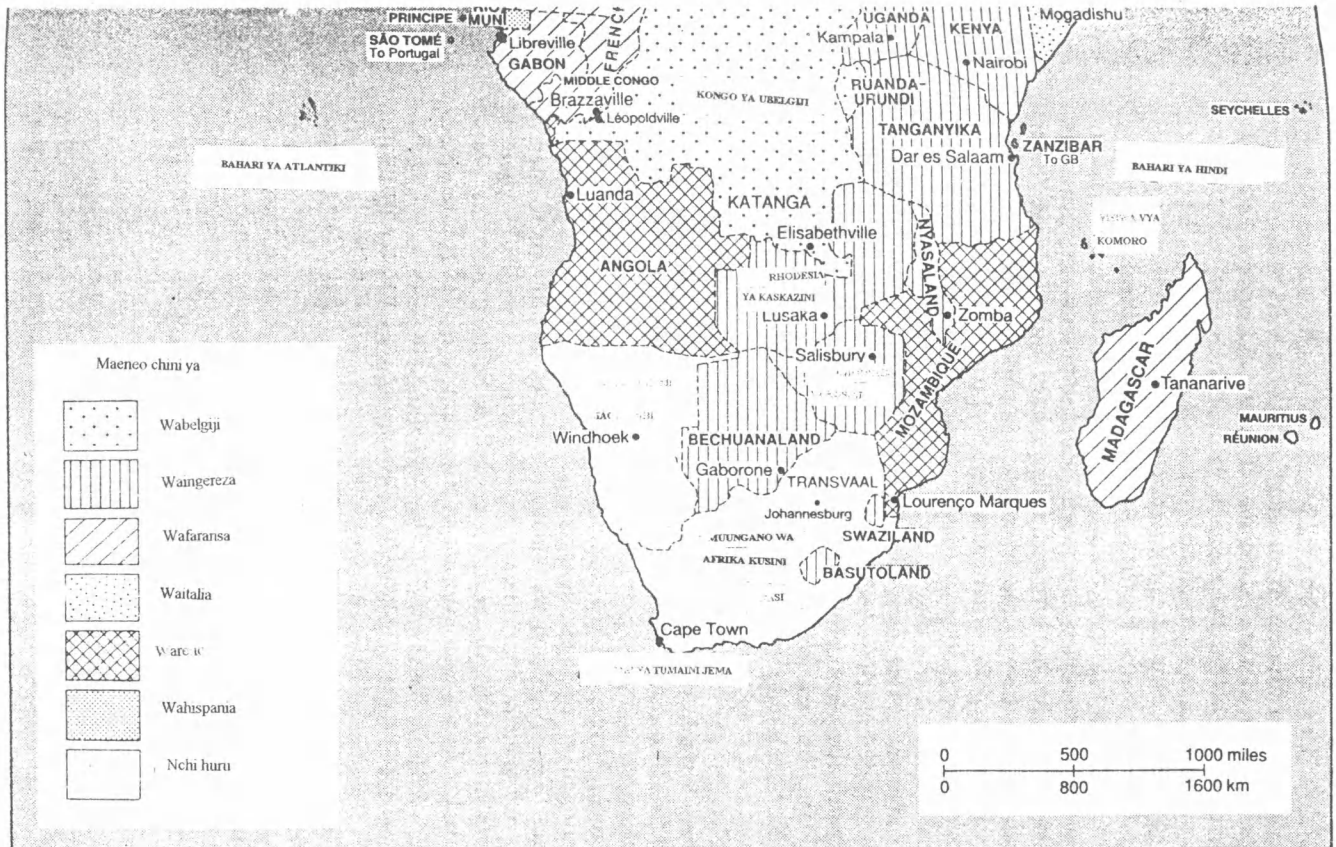 PRINCIPE
MUNI
SÃO TOMÉ
To Portugal
Libreville
GABON
MIDDLE CONGO
Brazzaville
Léopoldville
KONGO YA UBELGIJI
UGANDA
Kampala
KENYA
Nairobi
Mogadishu
RUANDA-
URUNDI
TANGANYIKA
ZANZIBAR
To GB
Dar es Salaam
SEYCHELLES
BAHARI YA ATLANTIKI
BAHARI YA HINDI
VYA
KOMORO
Luanda
ANGOLA
KATANGA
Elisabethville
RHODESIA
YA KASKAZINI
Lusaka
NYASALAND
Zomba
Salisbury
MOZAMBIQUE
MADAGASCAR
Tananarive
MAURITIUS
RÉUNION
Windhoek
BECHUANALAND
Gaborone
TRANSVAAL
Johannesburg
Lourenço Marques
SWAZILAND
MUUNGANO WA
AFRIKA KUSINI
BASUTOLAND
Cape Town
TUMAINI JEMA
Maeneo chini ya
Wabelgiji
Waingereza
Wafaransa
Waitalia
Wahispania
Nchi huru
0 500 1000 miles
0 800 1600 km